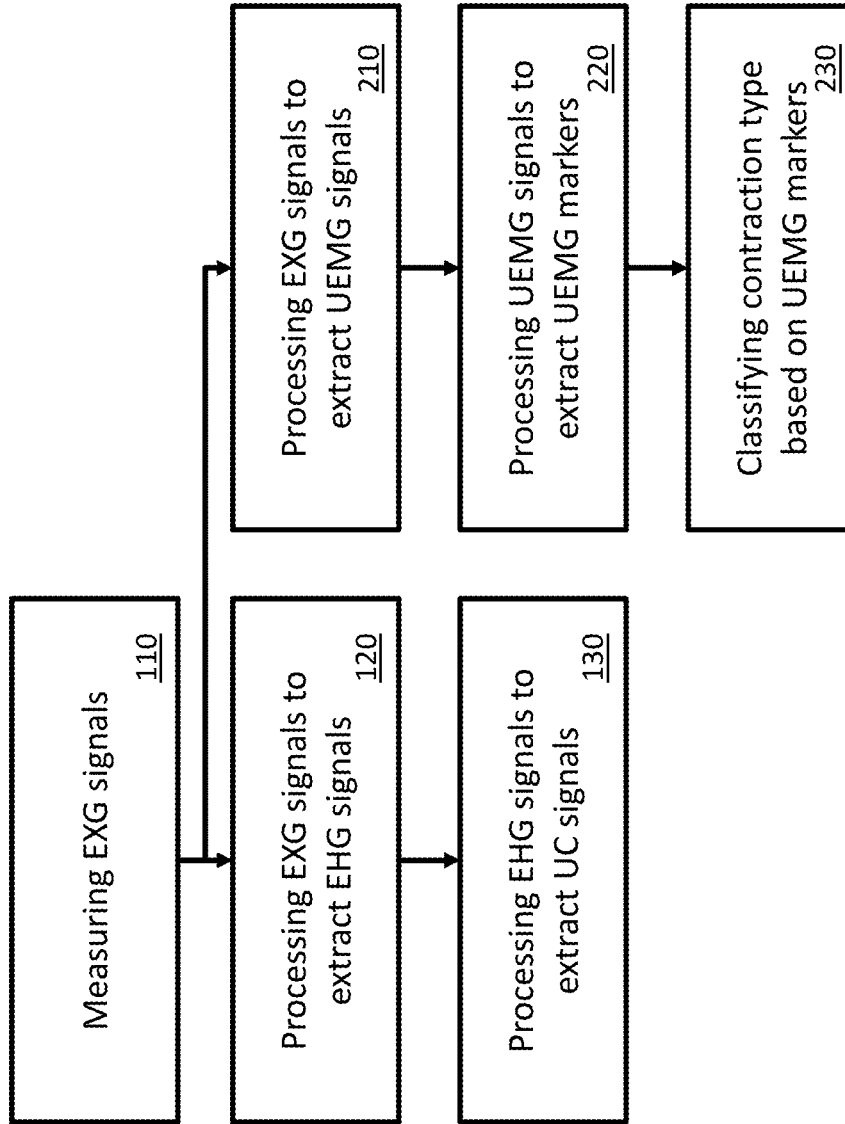 Measuring EXG signals
110
Processing EXG signals to
extract EHG signals
120
Processing EHG signals to
extract UC signals
130
Processing EXG signals to
extract UEMG signals
210
Processing UEMG signals to
extract UEMG markers
220
Classifying contraction type
based on UEMG markers
230